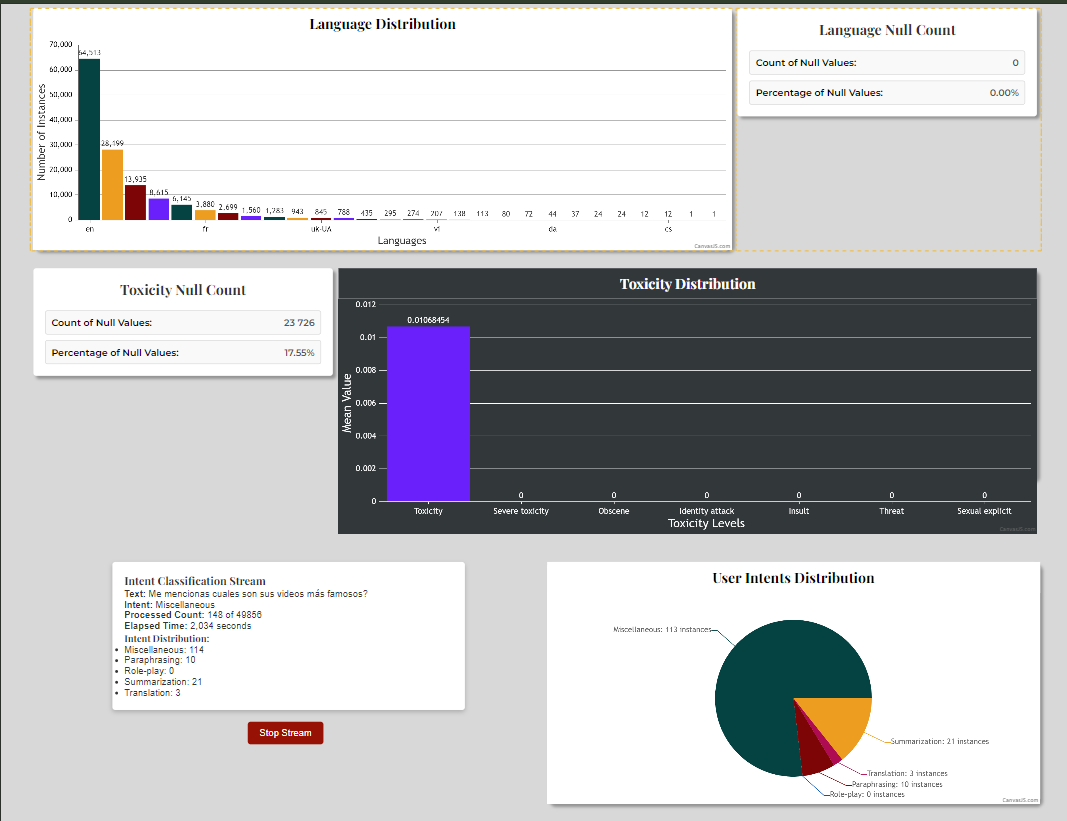 Language Distribution
Number of Instances
70,000
60,000
50,000
40,000
30,000
20,000
10,000
0
64,513
28,199
13,935
8,615
6,145
3,880
2,699
1,560
1,283
943
845
788
435
295
274
207
138
113
80
72
44
37
24
24
12
12
1
1
en
fr
uk-UA
vi
da
cs
Languages
CanvasJS.com
Language Null Count
Count of Null Values: 0
Percentage of Null Values: 0.00%
Toxicity Null Count
Count of Null Values: 23 726
Percentage of Null Values: 17.55%
Toxicity Distribution
Mean Value
0.012
0.01
0.008
0.006
0.004
0.002
0
0.01068454
0
0
0
0
0
0
Toxicity
Severe toxicity
Obscene
Identity attack
Insult
Threat
Sexual explicit
Toxicity Levels
CanvasJS.com
Intent Classification Stream
Text: Me mencionas cuales son sus videos más famosos?
Intent: Miscellaneous
Processed Count: 148 of 49856
Elapsed Time: 2,034 seconds
Intent Distribution:
Miscellaneous: 114
Paraphrasing: 10
Role-play: 0
Summarization: 21
Translation: 3
Stop Stream
User Intents Distribution
Miscellaneous: 113 instances
Summarization: 21 instances
Translation: 3 instances
Paraphrasing: 10 instances
Role-play: 0 instances
CanvasJS.com